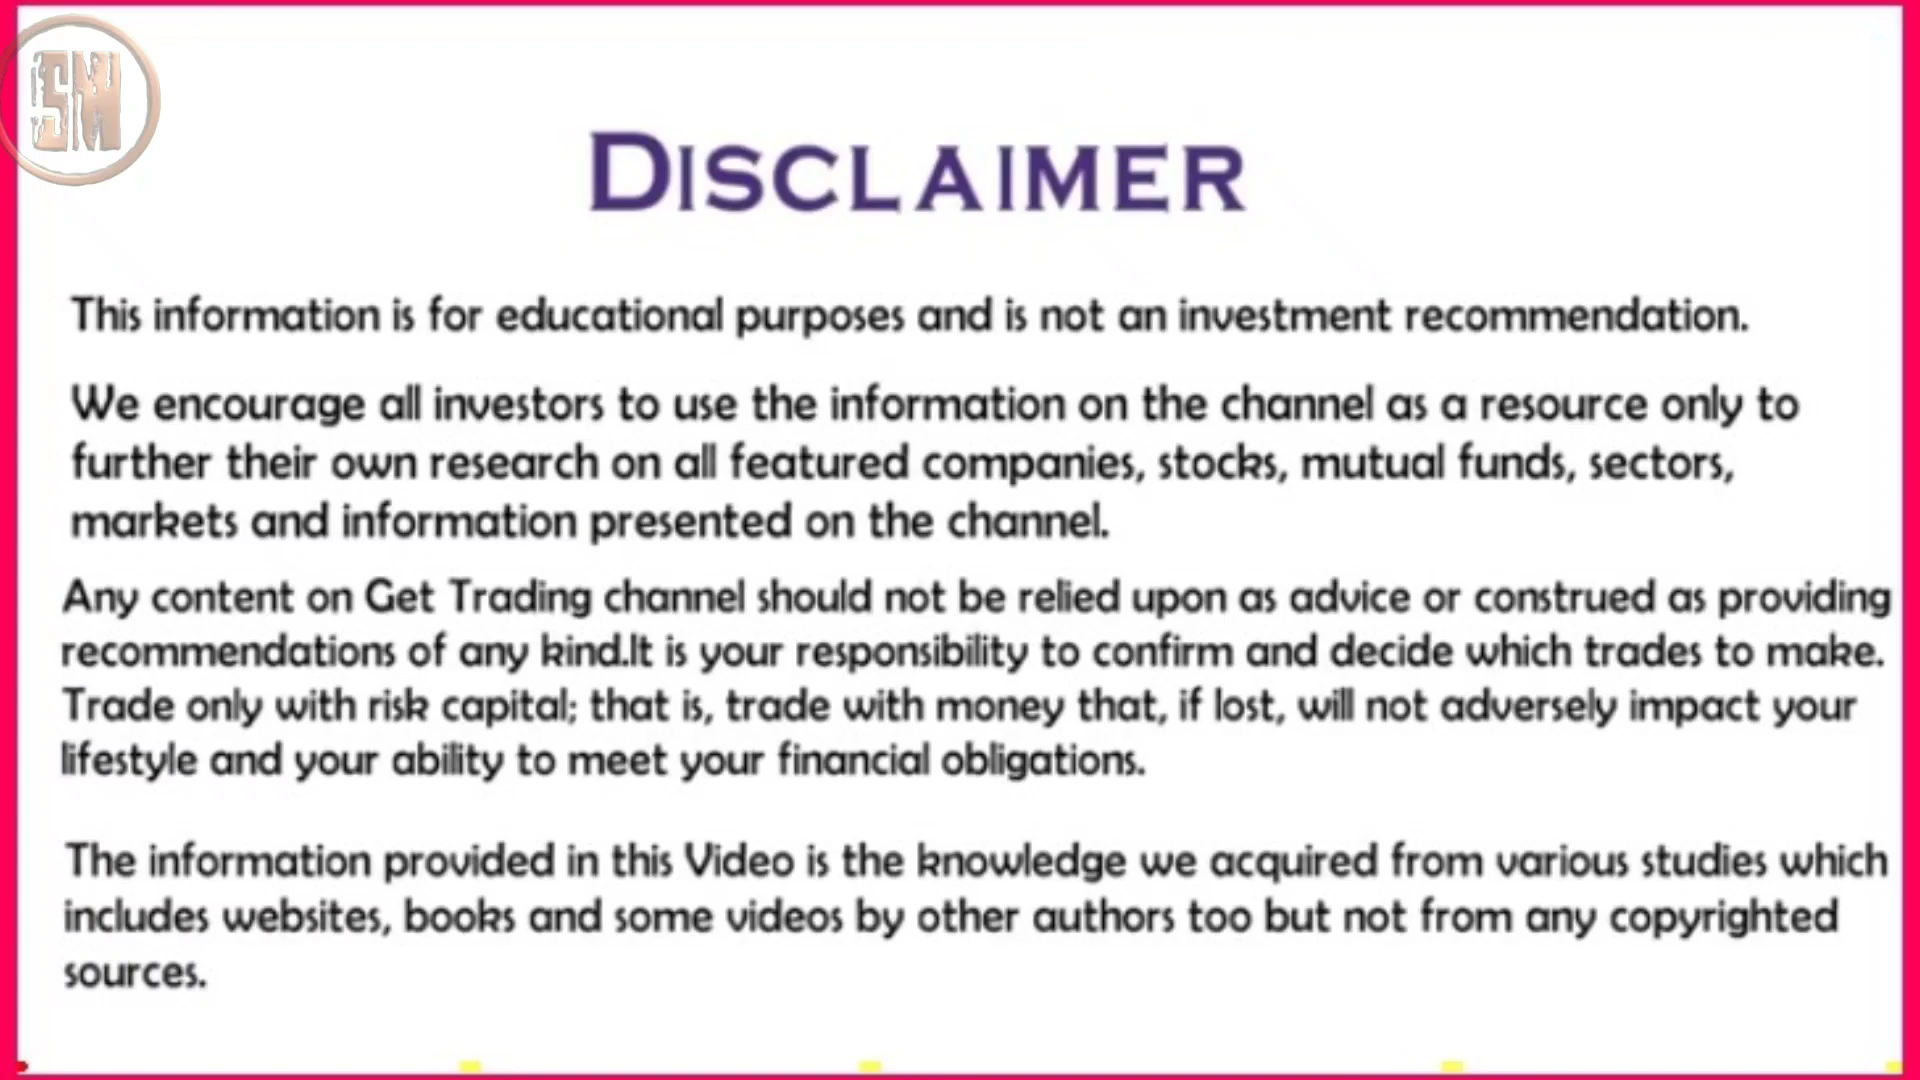 SW
DISCLAIMER
This information is for educational purposes and is not an investment recommendation.
We encourage all investors to use the information on the channel as a resource only to
further their own research on all featured companies, stocks, mutual funds, sectors,
markets and information presented on the channel.
Any content on Get Trading channel should not be relied upon as advice or construed as providing
recommendations of any kind.It is your responsibility to confirm and decide which trades to make.
Trade only with risk capital; that is, trade with money that, if lost, will not adversely impact your
lifestyle and your ability to meet your financial obligations.
The information provided in this Video is the knowledge we acquired from various studies which
includes websites, books and some videos by other authors too but not from any copyrighted
sources.